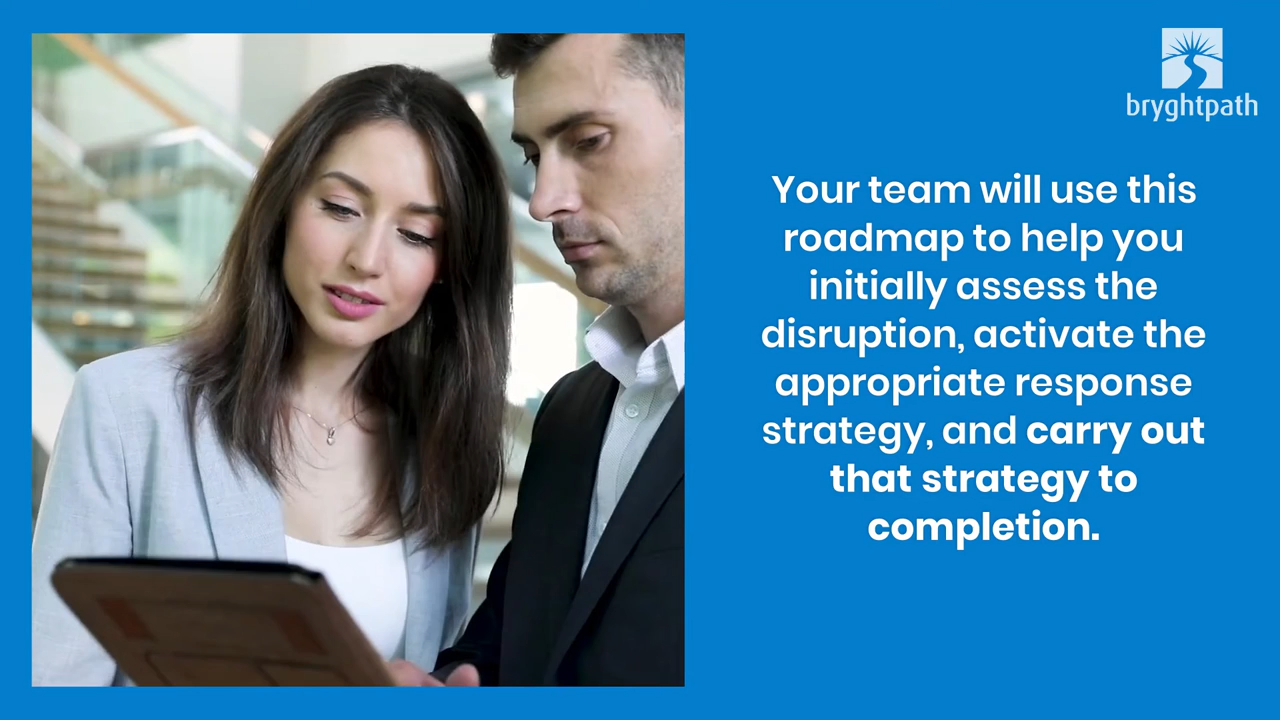 bryghtpath
Your team will use this
roadmap to help you
initially assess the
disruption, activate the
appropriate response
strategy, and carry out
that strategy to
completion.